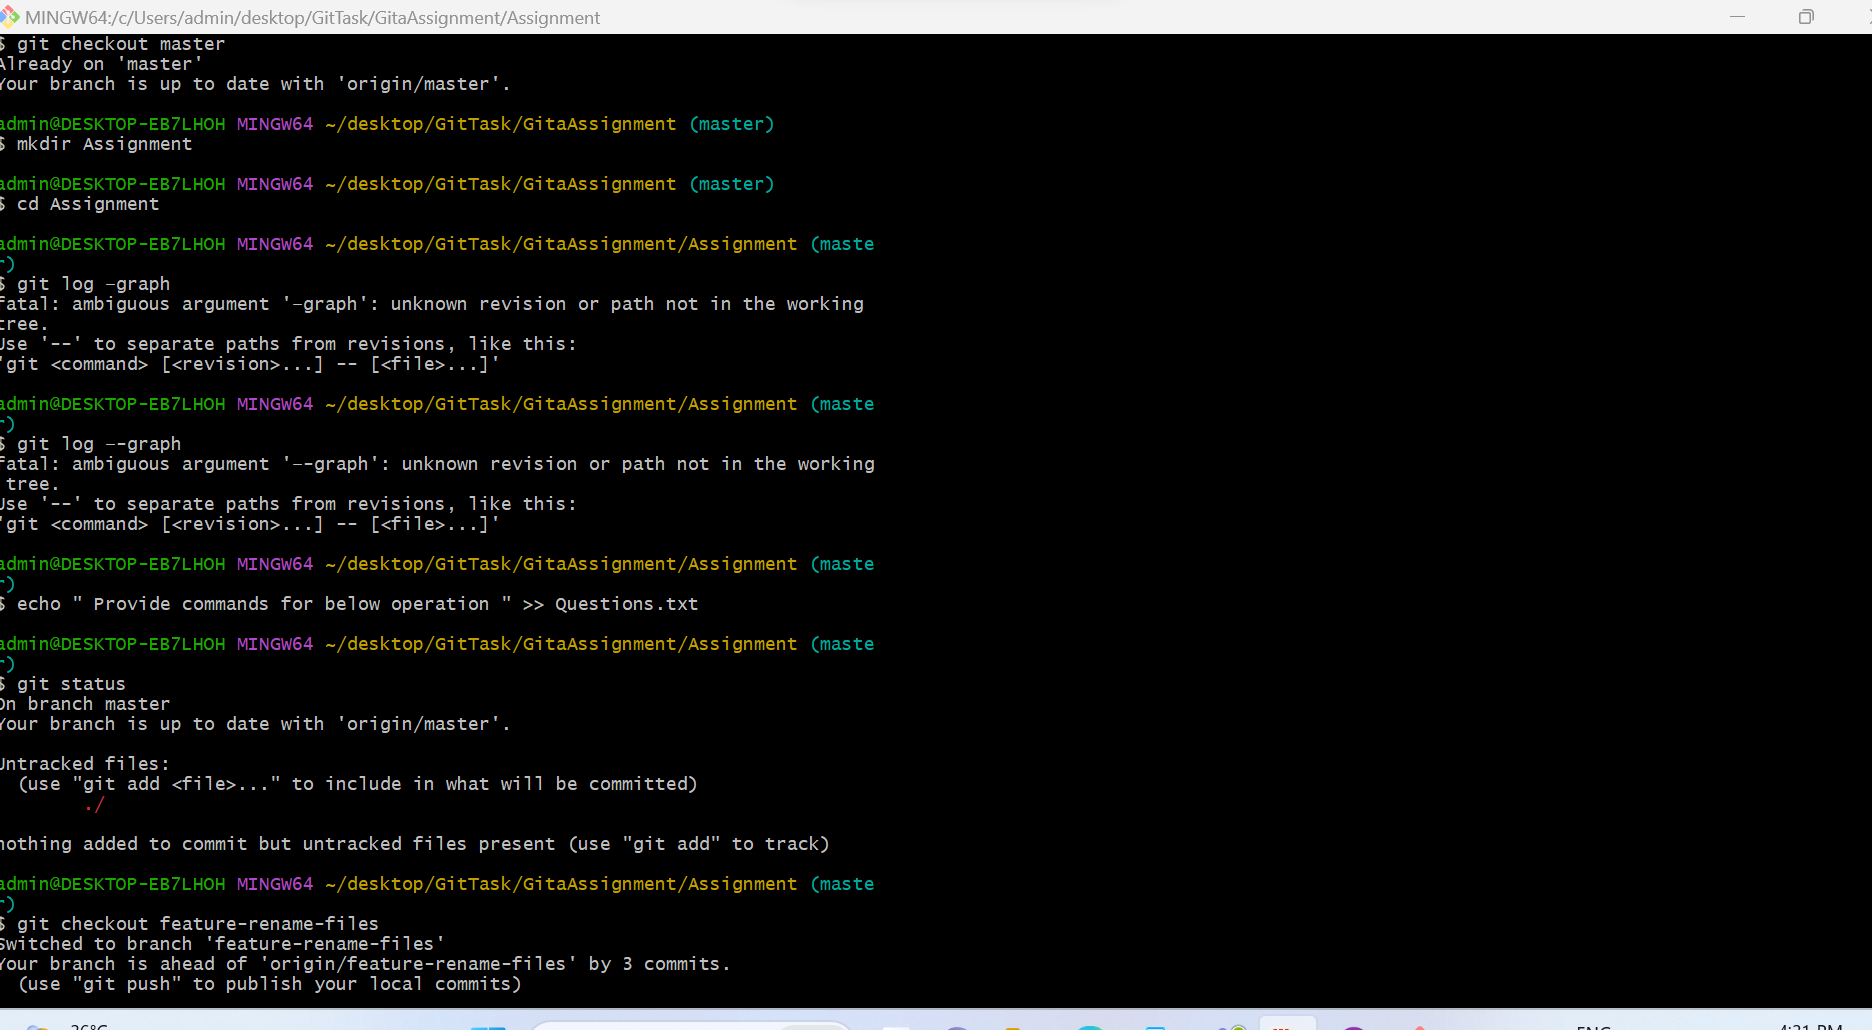 MINGW64:/c/Users/admin/desktop/GitTask/GitaAssignment/Assignment
$ git checkout master
Already on 'master'
Your branch is up to date with 'origin/master'.
admin@DESKTOP-EB7LHOH MINGW64 ~/desktop/GitTask/GitaAssignment (master)
$ mkdir Assignment
admin@DESKTOP-EB7LHOH MINGW64 ~/desktop/GitTask/GitaAssignment (master)
$ cd Assignment
admin@DESKTOP-EB7LHOH MINGW64 ~/desktop/GitTask/GitaAssignment/Assignment (maste
r)
$ git log –graph
fatal: ambiguous argument '–graph': unknown revision or path not in the working
tree.
Use '--' to separate paths from revisions, like this:
'git <command> [<revision>...] -- [<file>...]'
admin@DESKTOP-EB7LHOH MINGW64 ~/desktop/GitTask/GitaAssignment/Assignment (maste
r)
$ git log –-graph
fatal: ambiguous argument '–-graph': unknown revision or path not in the working
 tree.
Use '--' to separate paths from revisions, like this:
'git <command> [<revision>...] -- [<file>...]'
admin@DESKTOP-EB7LHOH MINGW64 ~/desktop/GitTask/GitaAssignment/Assignment (maste
r)
$ echo " Provide commands for below operation " >> Questions.txt
admin@DESKTOP-EB7LHOH MINGW64 ~/desktop/GitTask/GitaAssignment/Assignment (maste
r)
$ git status
On branch master
Your branch is up to date with 'origin/master'.
Untracked files:
  (use "git add <file>..." to include in what will be committed)
        ./
nothing added to commit but untracked files present (use "git add" to track)
admin@DESKTOP-EB7LHOH MINGW64 ~/desktop/GitTask/GitaAssignment/Assignment (maste
r)
$ git checkout feature-rename-files
Switched to branch 'feature-rename-files'
Your branch is ahead of 'origin/feature-rename-files' by 3 commits.
  (use "git push" to publish your local commits)